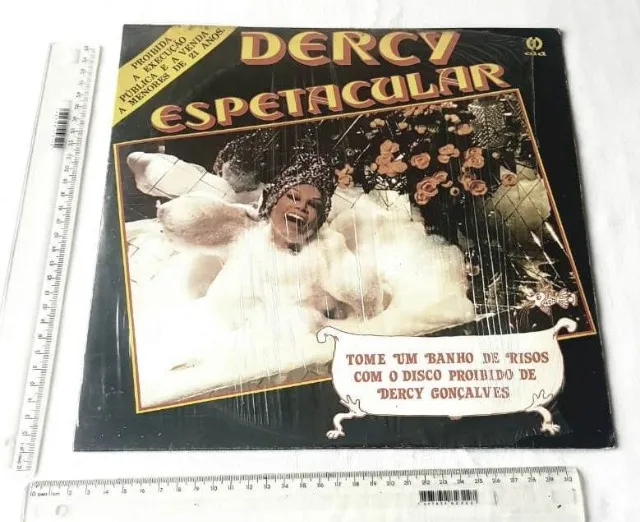 PROIBIDA
A EXECUÇÃO
PÚBLICA E A VENDA
A MENORES DE 21 ANOS.
DERCY
ESPETACULAR
cid
TOME UM BANHO DE RISOS
COM O DISCO PROIBIDO DE
DERCY GONÇALVES